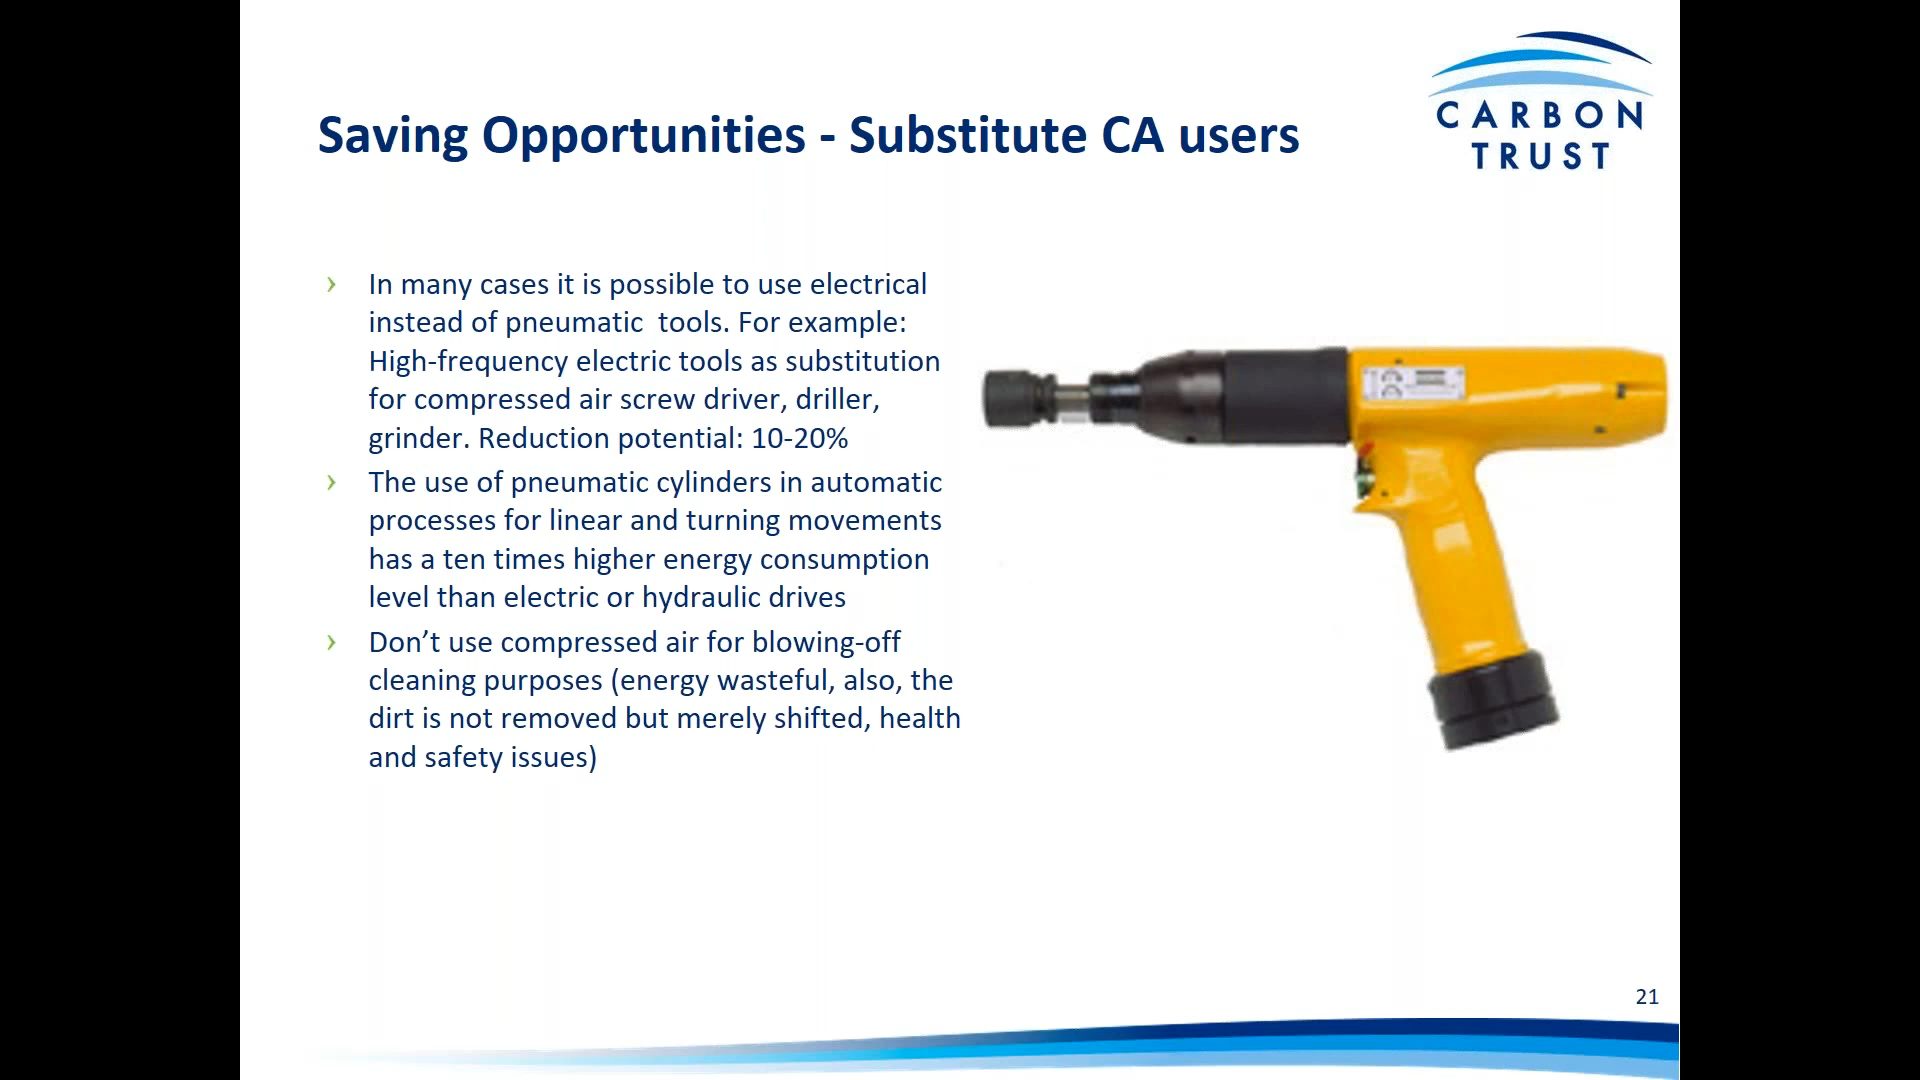 Saving Opportunities - Substitute CA users
CARBON
TRUST
› In many cases it is possible to use electrical
instead of pneumatic  tools. For example:
High-frequency electric tools as substitution
for compressed air screw driver, driller,
grinder. Reduction potential: 10-20%
› The use of pneumatic cylinders in automatic
processes for linear and turning movements
has a ten times higher energy consumption
level than electric or hydraulic drives
› Don’t use compressed air for blowing-off
cleaning purposes (energy wasteful, also, the
dirt is not removed but merely shifted, health
and safety issues)
21